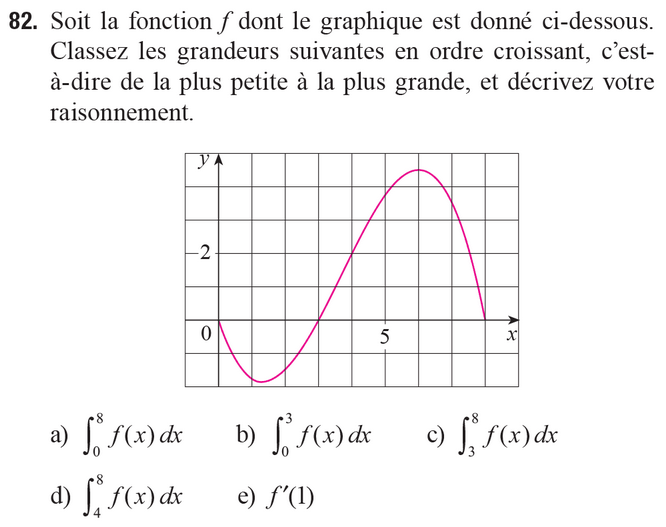 82. Soit la fonction f dont le graphique est donné ci-dessous.
Classez les grandeurs suivantes en ordre croissant, c’est-
à-dire de la plus petite à la plus grande, et décrivez votre
raisonnement.
y
2
0
5
x
a) ∫₀⁸ f(x) dx b) ∫₀³ f(x) dx c) ∫₃⁸ f(x) dx
d) ∫₄⁸ f(x) dx e) f′(1)